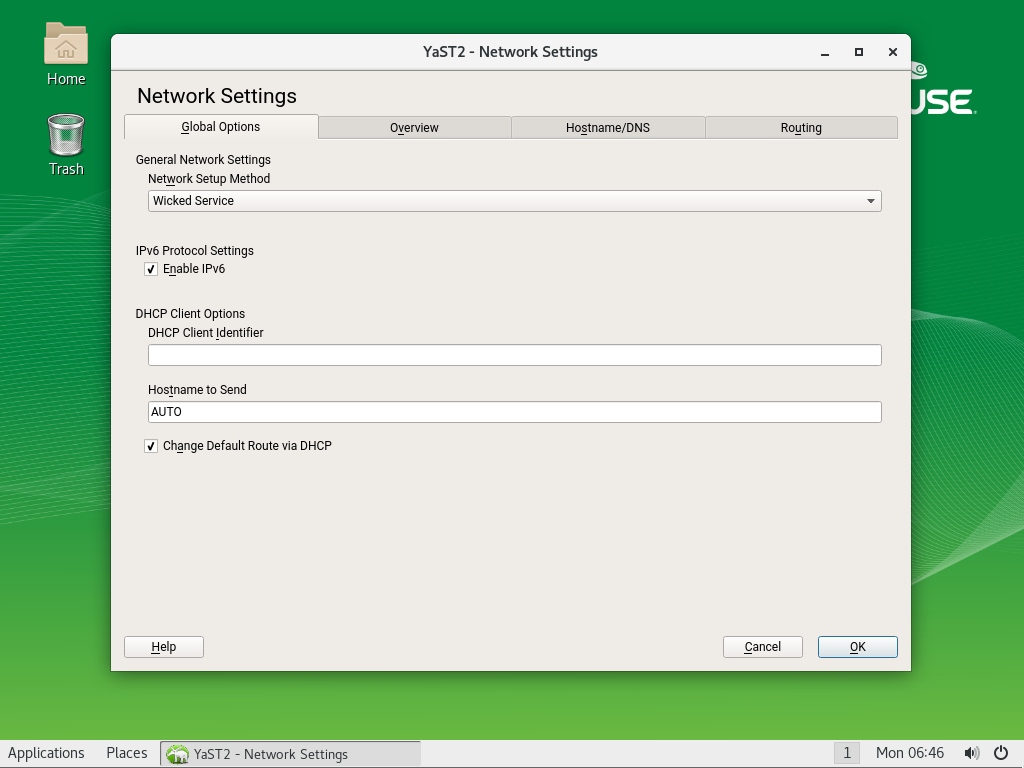 Home
Trash
USE
YaST2 - Network Settings
Network Settings
Global Options
Overview
Hostname/DNS
Routing
General Network Settings
Network Setup Method
Wicked Service
IPv6 Protocol Settings
Enable IPv6
DHCP Client Options
DHCP Client Identifier
Hostname to Send
AUTO
Change Default Route via DHCP
Help
Cancel
OK
Applications
Places
YaST2 - Network Settings
1
Mon 06:46